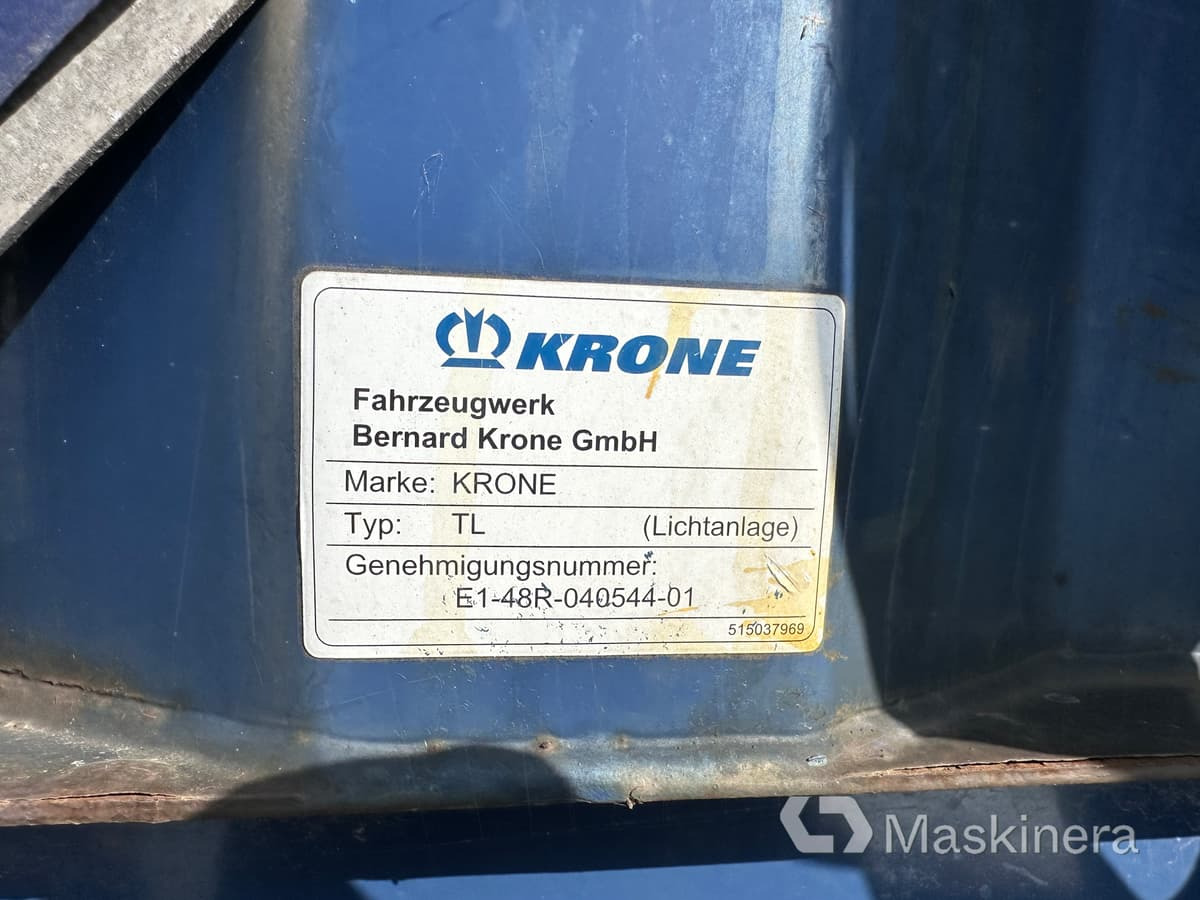 KRONE
Fahrzeugwerk
Bernard Krone GmbH
Marke: KRONE
Typ: TL (Lichtanlage)
Genehmigungsnummer:
E1-48R-040544-01
515037969
Maskinera